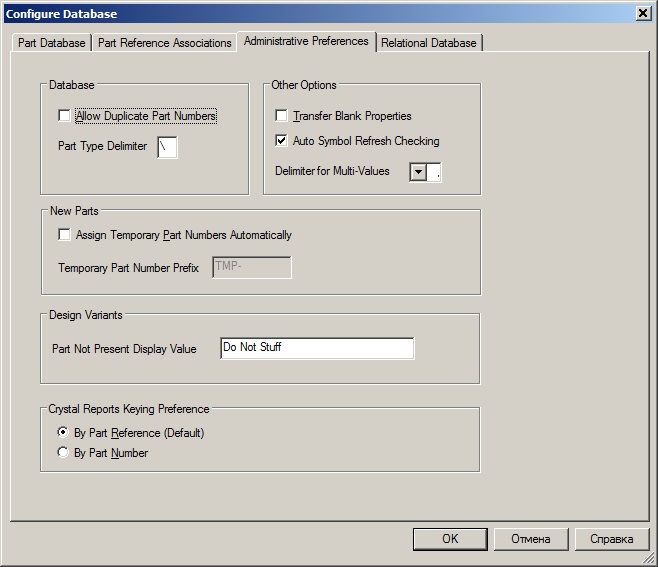 Configure Database
Part Database Part Reference Associations Administrative Preferences Relational Database
Database
Allow Duplicate Part Numbers
Part Type Delimiter \
Other Options
Transfer Blank Properties
Auto Symbol Refresh Checking
Delimiter for Multi-Values ,
New Parts
Assign Temporary Part Numbers Automatically
Temporary Part Number Prefix TMP-
Design Variants
Part Not Present Display Value Do Not Stuff
Crystal Reports Keying Preference
By Part Reference (Default)
By Part Number
OK Отмена Справка